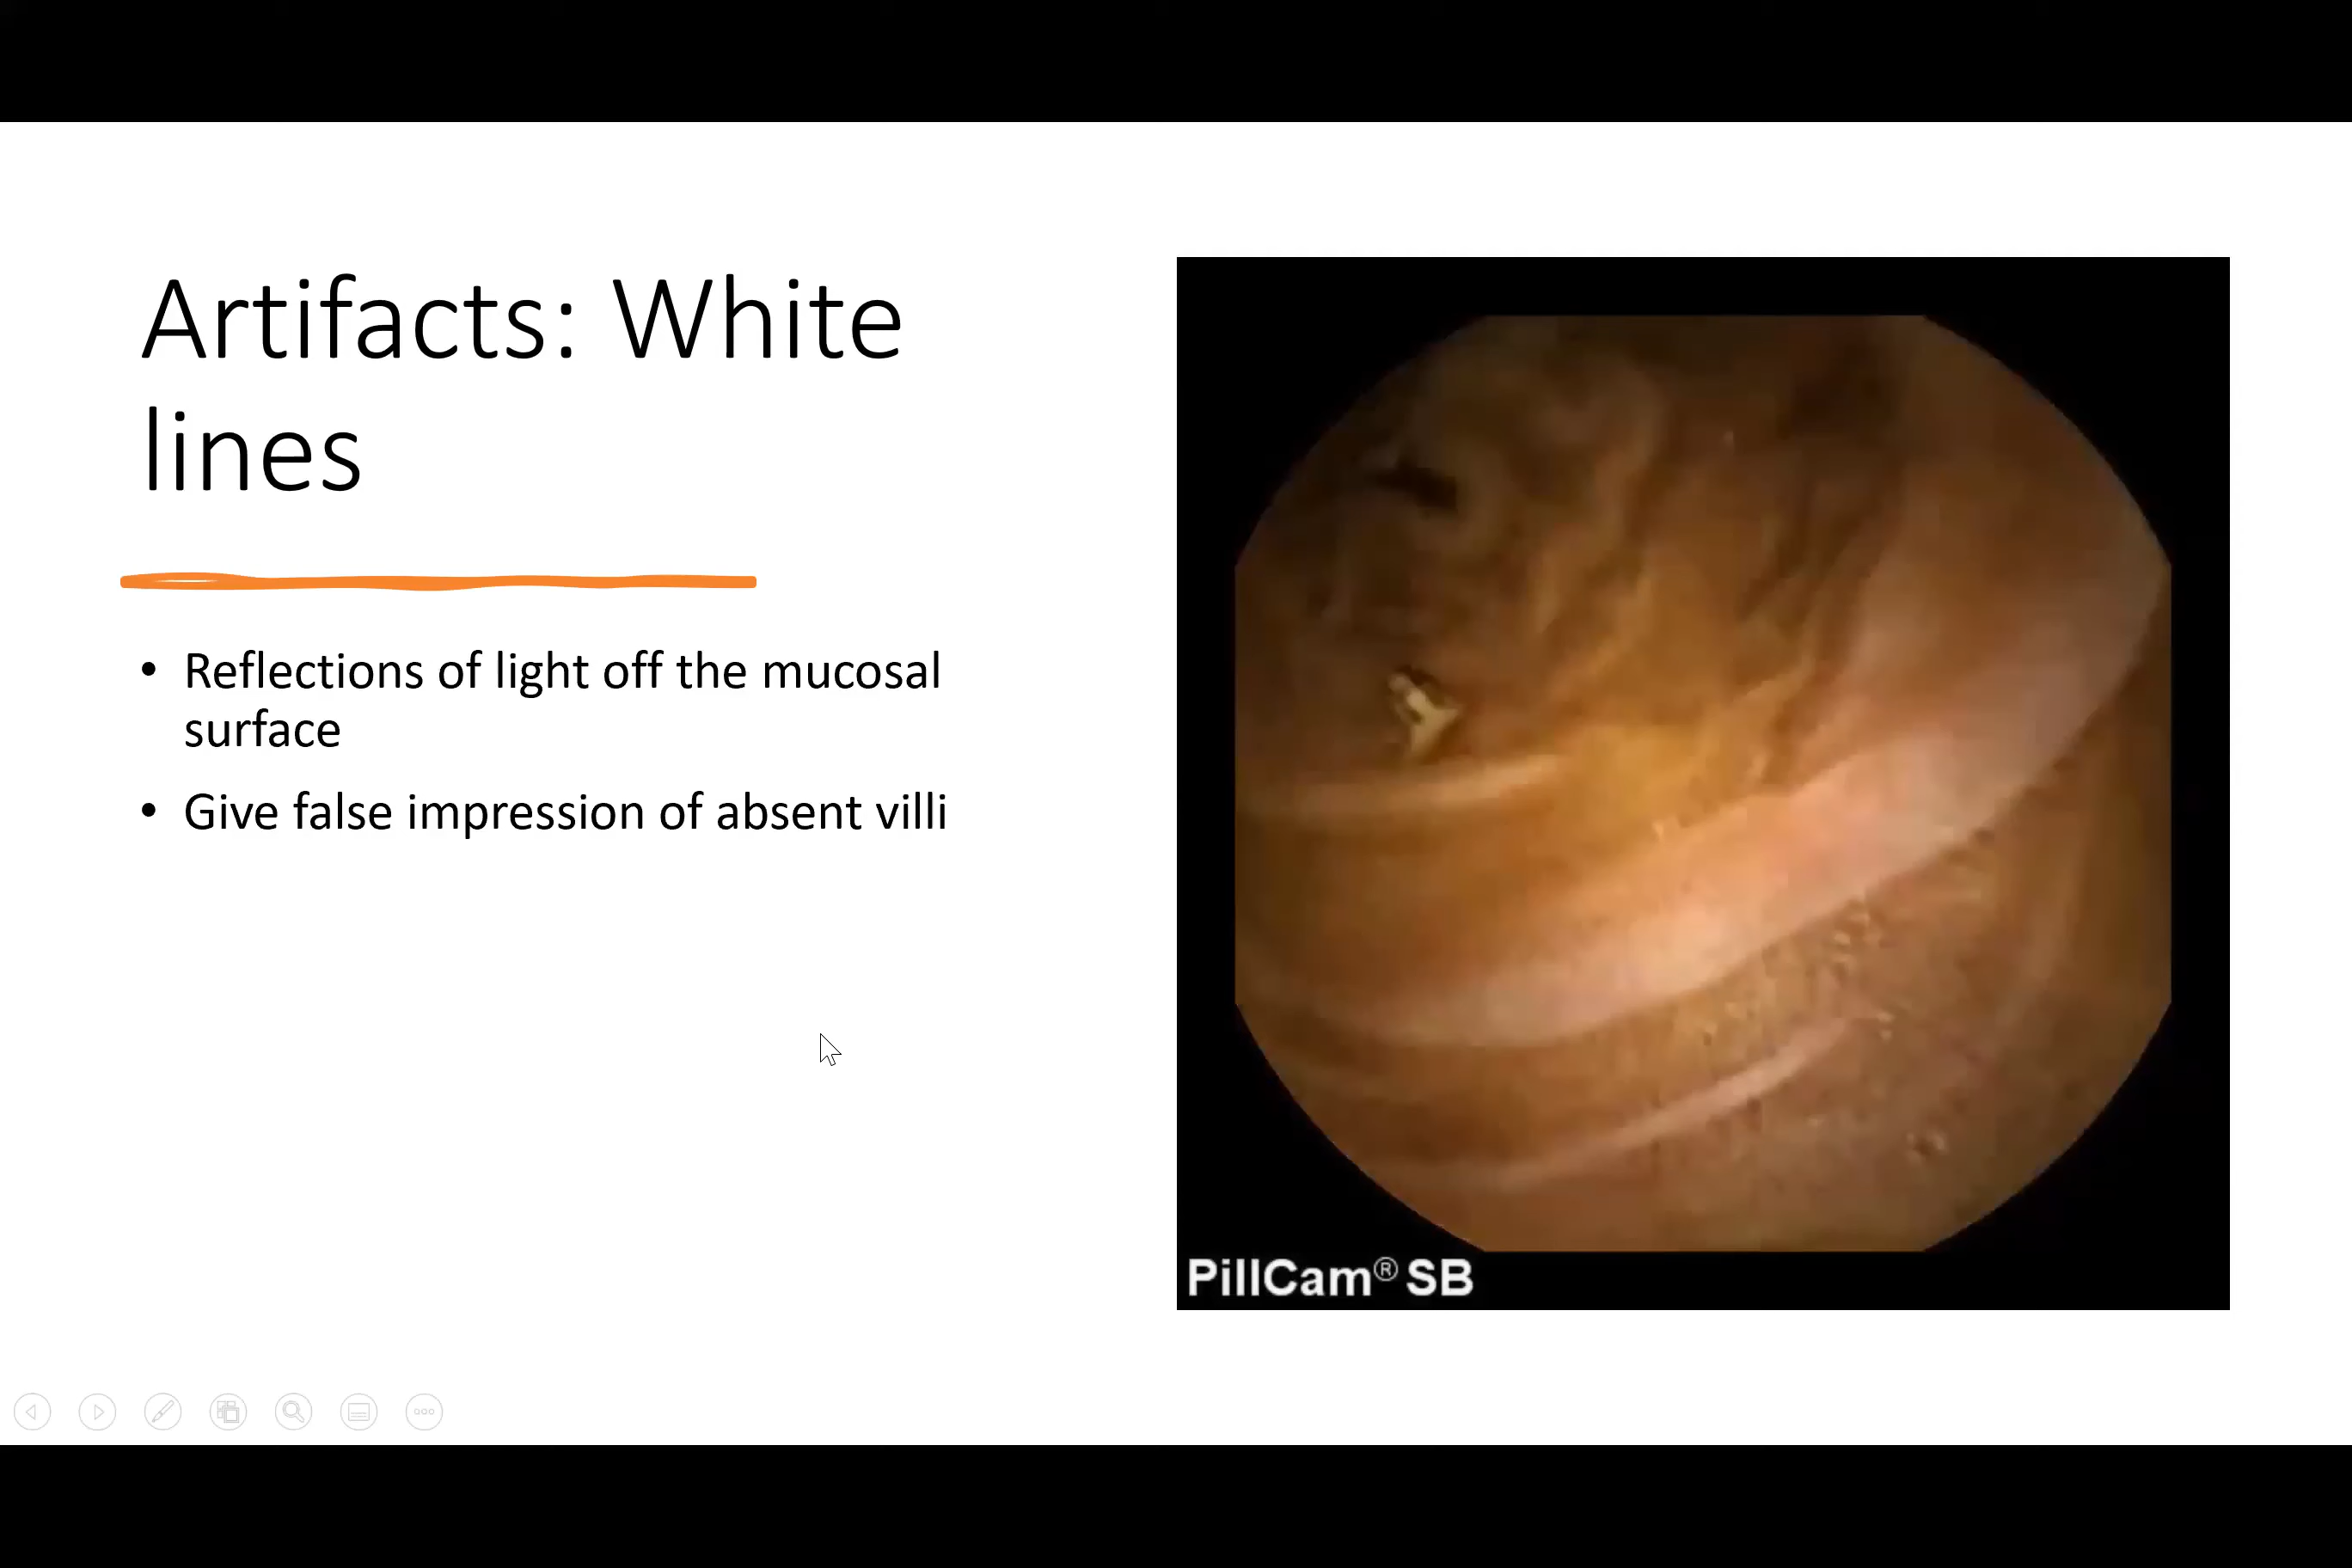 Artifacts: White
lines
• Reflections of light off the mucosal
surface
• Give false impression of absent villi
PillCam® SB